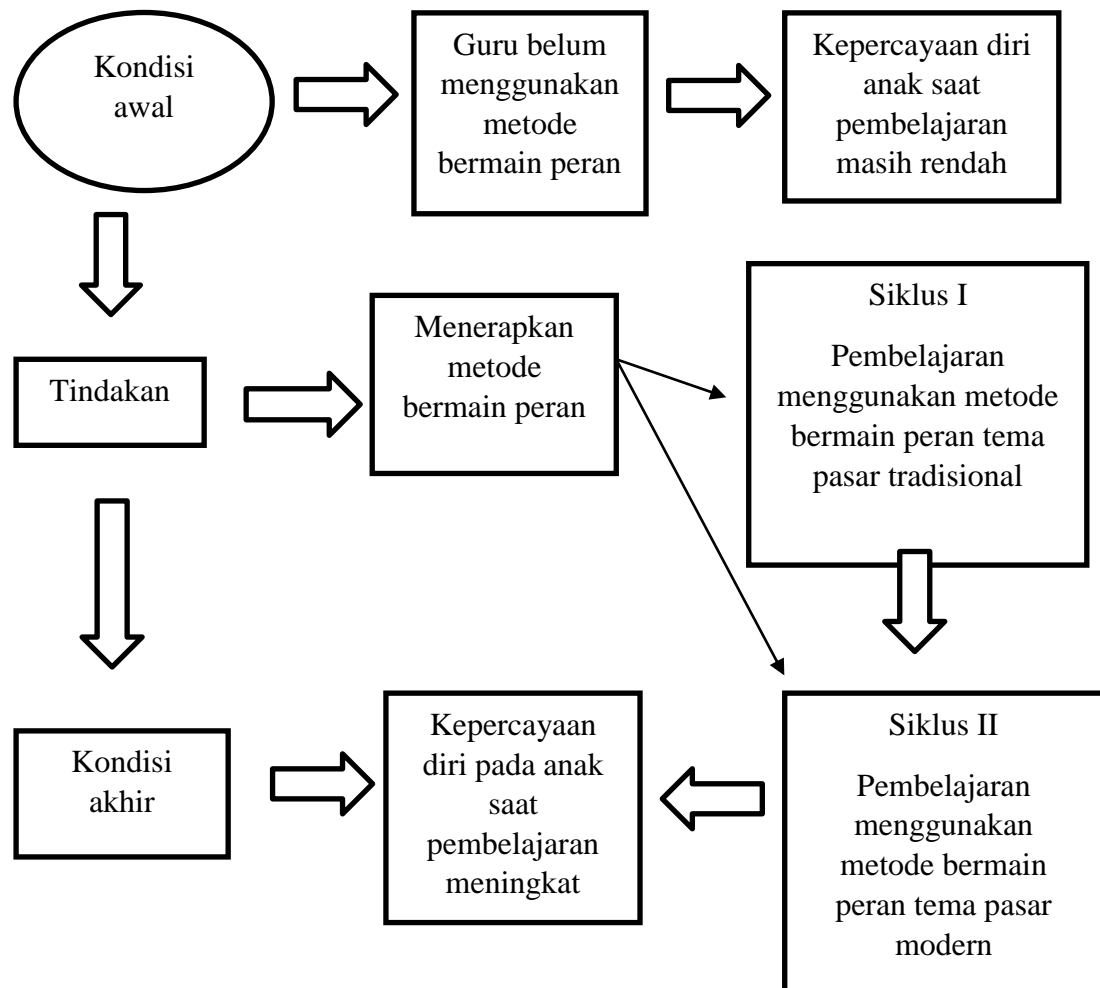 Kondisi
awal
Guru belum
menggunakan
metode
bermain peran
Kepercayaan diri
anak saat
pembelajaran
masih rendah
Tindakan
Menerapkan
metode
bermain peran
Siklus I
Pembelajaran
menggunakan metode
bermain peran tema
pasar tradisional
Kondisi
akhir
Kepercayaan
diri pada anak
saat
pembelajaran
meningkat
Siklus II
Pembelajaran
menggunakan
metode bermain
peran tema pasar
modern